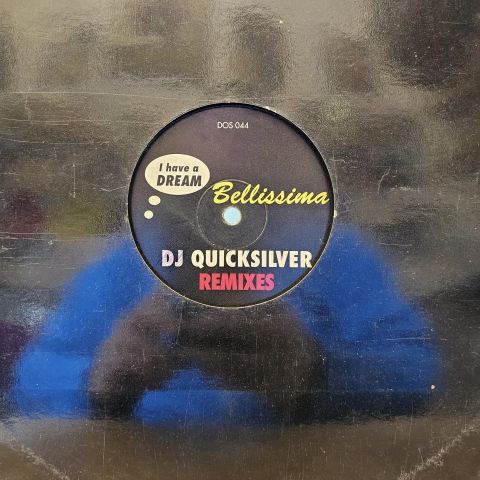 DOS 044
I have a
DREAM
Bellissima
DJ QUICKSILVER
REMIXES